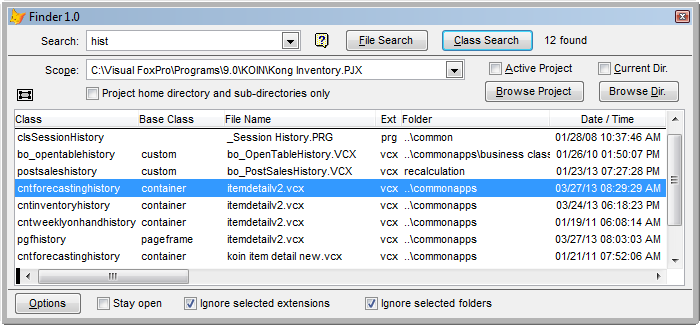 Finder 1.0
Search: hist File Search Class Search 12 found
Scope: C:\Visual FoxPro\Programs\9.0\KOIN\Kong Inventory.PJX Active Project Current Dir.
Project home directory and sub-directories only Browse Project Browse Dir.
Class Base Class File Name Ext Folder Date / Time
clsSessionHistory _Session History.PRG prg ..\common 01/28/08 10:37:46 AM
bo_opentablehistory custom bo_OpenTableHistory.VCX vcx ..\commonapps\business class 01/26/10 01:50:07 PM
postsaleshistory custom bo_PostSalesHistory.VCX vcx recalculation 01/23/13 07:27:28 PM
cntforecastinghistory container itemdetailv2.vcx vcx ..\commonapps 03/27/13 08:29:29 AM
cntinventoryhistory container itemdetailv2.vcx vcx ..\commonapps 03/24/13 06:18:23 PM
cntweeklyonhandhistory container itemdetailv2.vcx vcx ..\commonapps 01/19/11 06:08:14 AM
pgfhistory pageframe itemdetailv2.vcx vcx ..\commonapps 03/27/13 08:03:03 AM
cntforecastinghistory container koin item detail new.vcx vcx ..\commonapps 01/21/11 07:52:06 AM
Options Stay open Ignore selected extensions Ignore selected folders